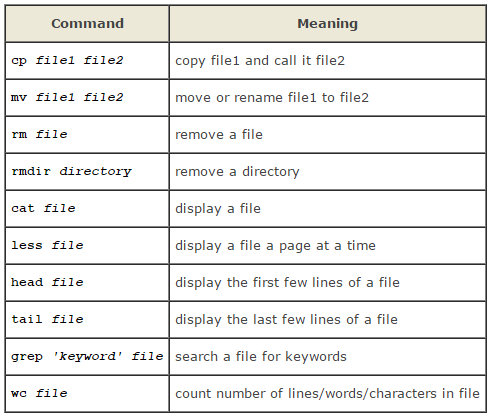 Command Meaning
cp file1 file2 copy file1 and call it file2
mv file1 file2 move or rename file1 to file2
rm file remove a file
rmdir directory remove a directory
cat file display a file
less file display a file a page at a time
head file display the first few lines of a file
tail file display the last few lines of a file
grep 'keyword' file search a file for keywords
wc file count number of lines/words/characters in file